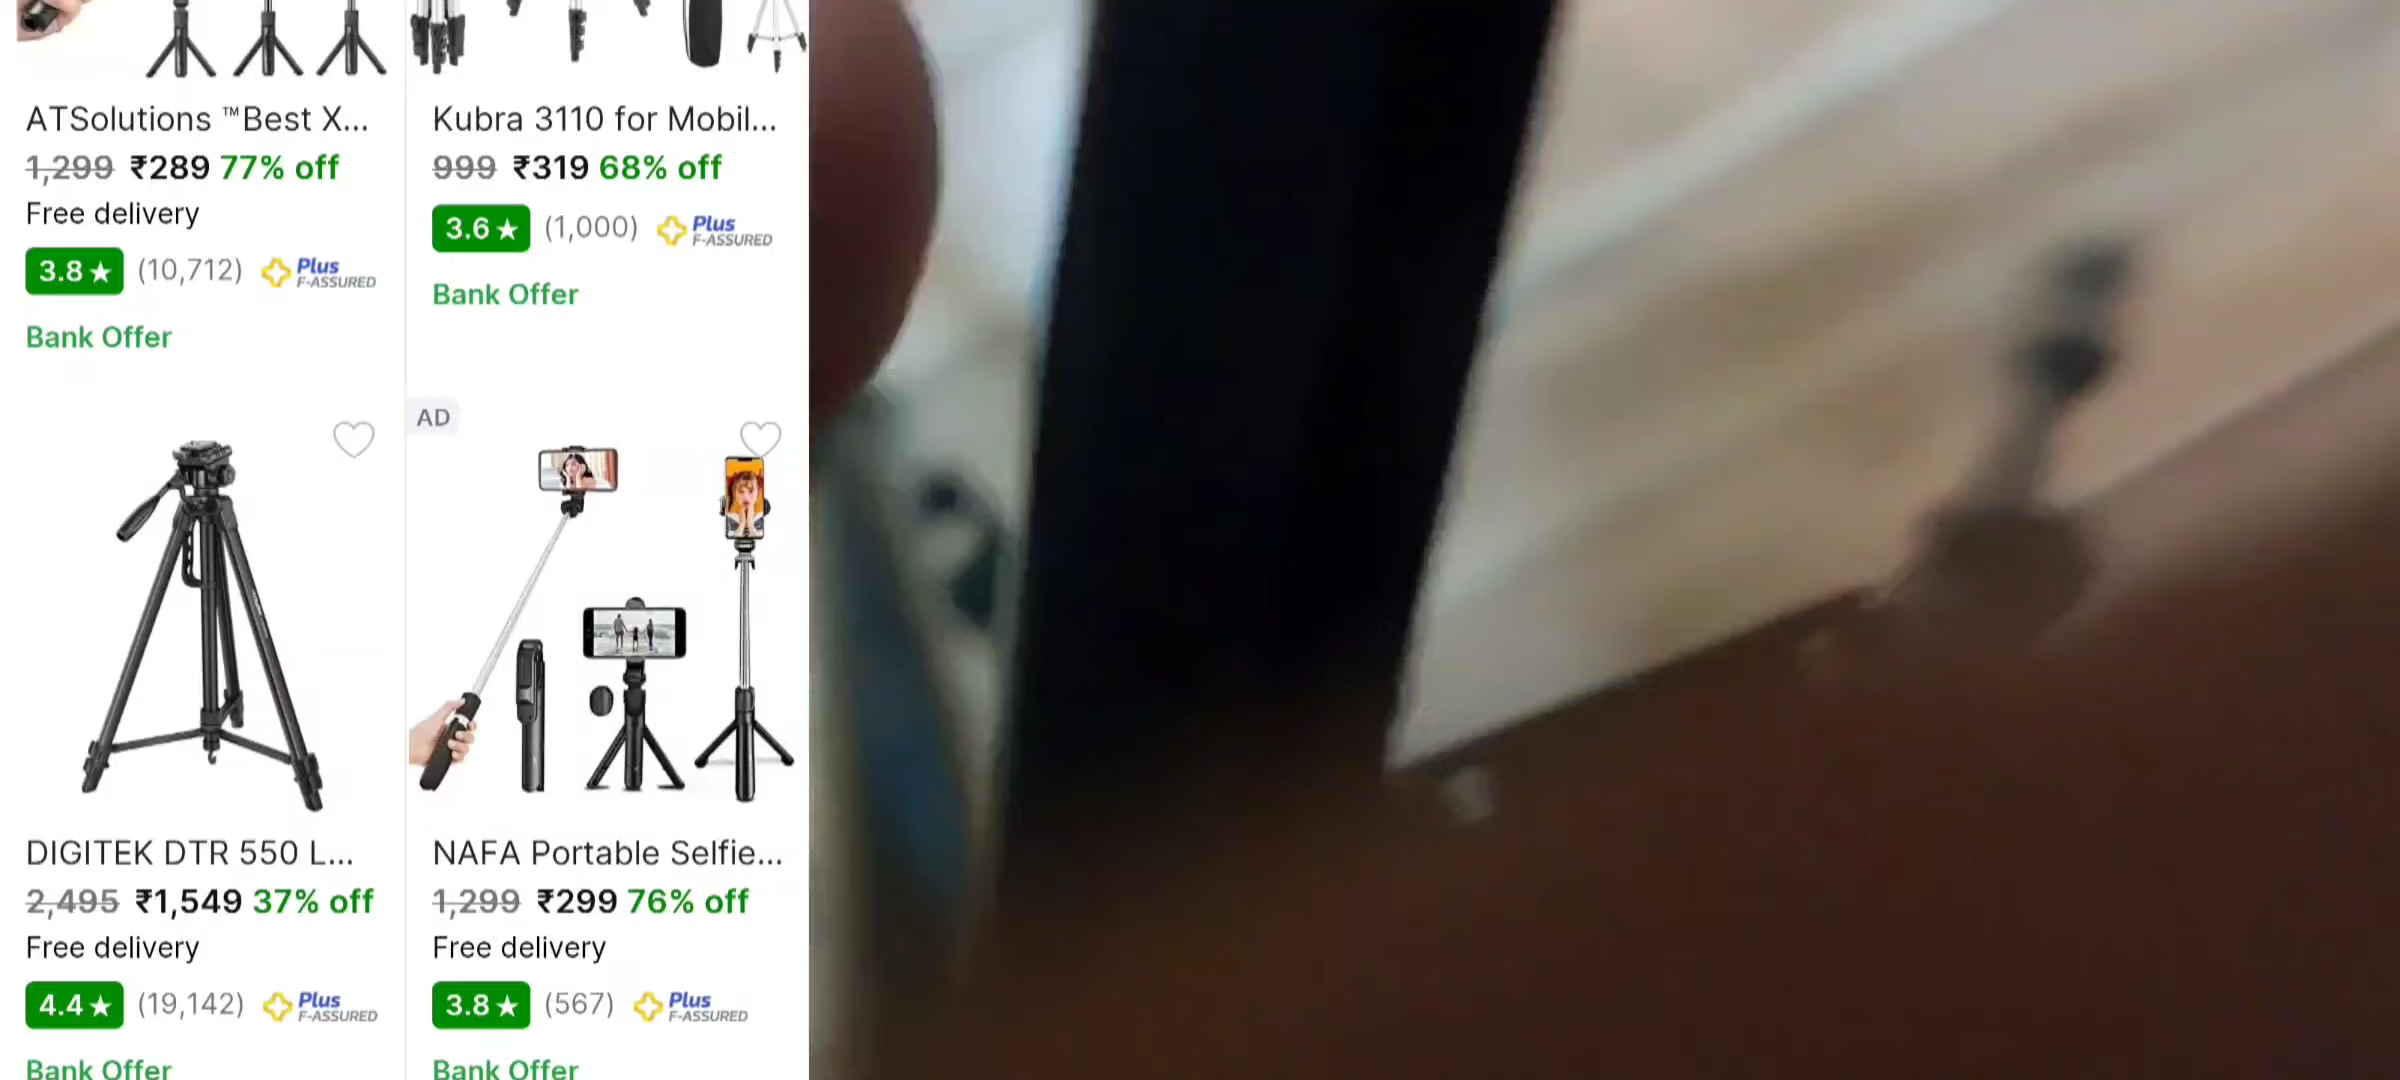 ATSolutions ™Best X...
1,299 ₹289 77% off
Free delivery
3.8 ★ (10,712) Plus F-ASSURED
Bank Offer
Kubra 3110 for Mobil...
999 ₹319 68% off
3.6 ★ (1,000) Plus F-ASSURED
Bank Offer
DIGITEK DTR 550 L...
2,495 ₹1,549 37% off
Free delivery
4.4 ★ (19,142) Plus F-ASSURED
Bank Offer
AD
NAFA Portable Selfie...
1,299 ₹299 76% off
Free delivery
3.8 ★ (567) Plus F-ASSURED
Bank Offer